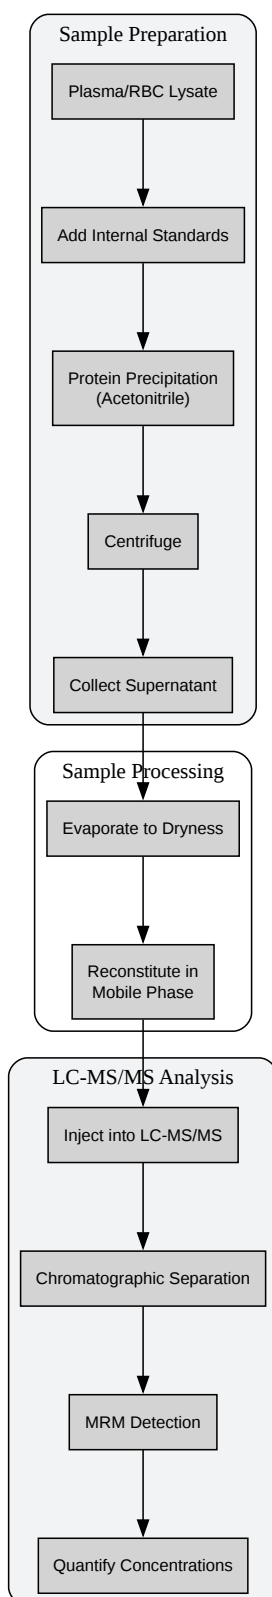 Sample Preparation
Plasma/RBC Lysate
Add Internal Standards
Protein Precipitation
(Acetonitrile)
Centrifuge
Collect Supernatant
Sample Processing
Evaporate to Dryness
Reconstitute in
Mobile Phase
LC-MS/MS Analysis
Inject into LC-MS/MS
Chromatographic Separation
MRM Detection
Quantify Concentrations